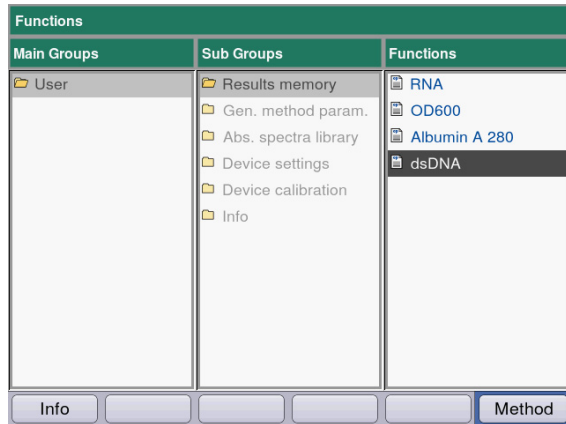 Functions
Main Groups
Sub Groups
Functions
User
Results memory
Gen. method param.
Abs. spectra library
Device settings
Device calibration
Info
RNA
OD600
Albumin A 280
dsDNA
Info
Method